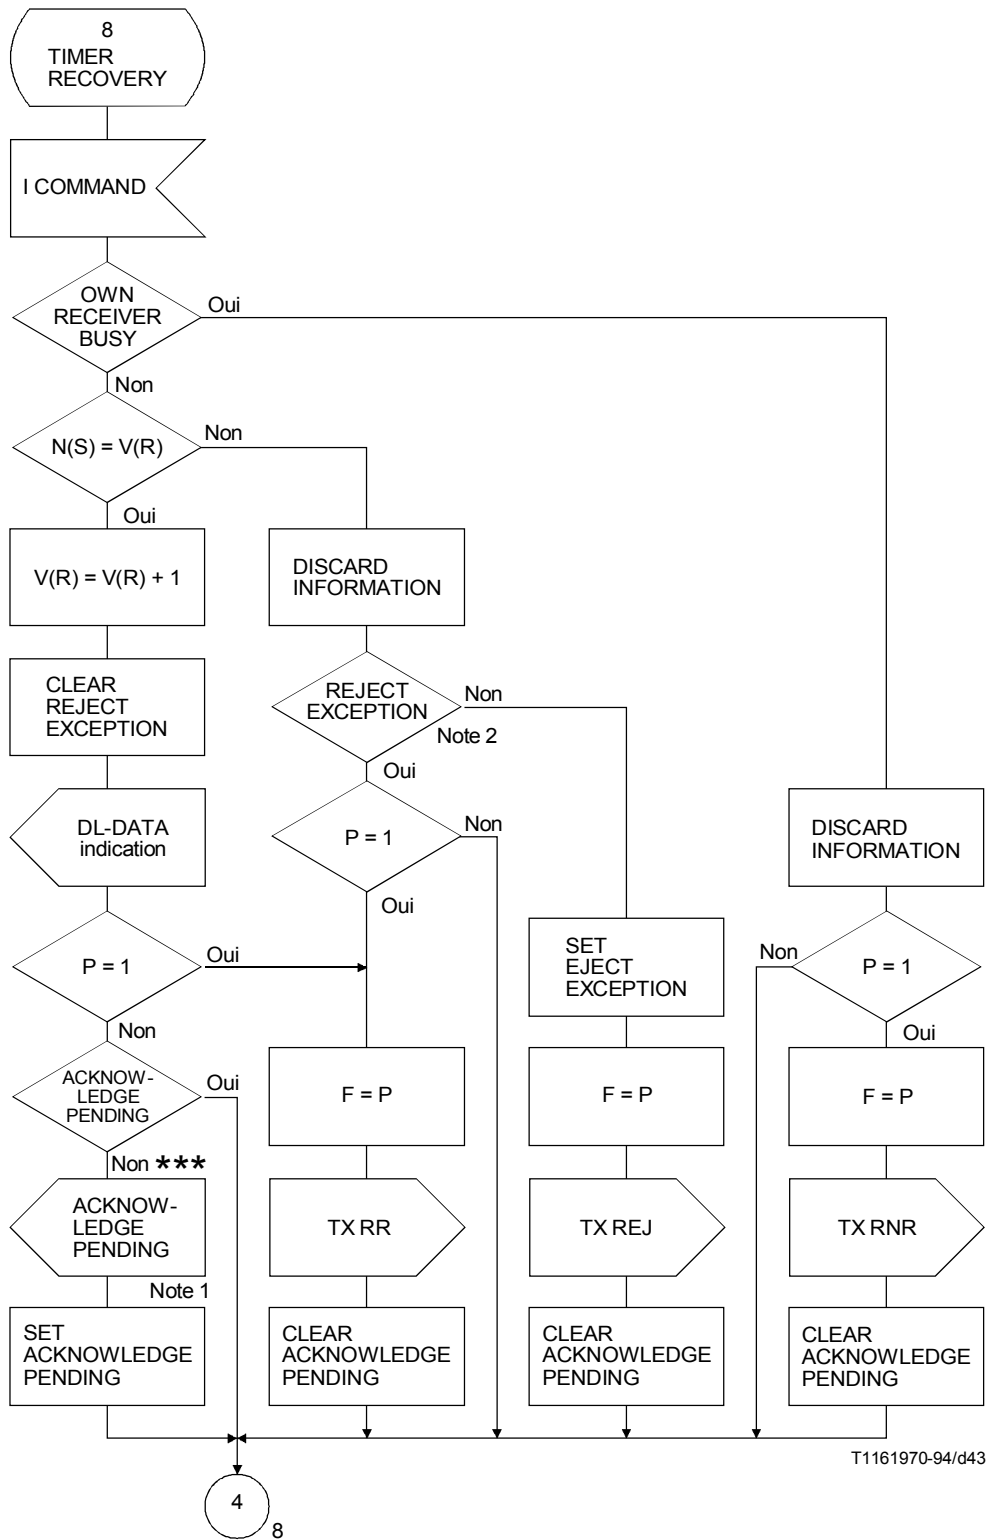 8
TIMER
RECOVERY
I COMMAND
OWN
RECEIVER
BUSY
Oui
Non
N(S) = V(R)
Non
Oui
V(R) = V(R) + 1
DISCARD
INFORMATION
CLEAR
REJECT
EXCEPTION
REJECT
EXCEPTION
Non
Note 2
Oui
DL-DATA
indication
P = 1
Non
Oui
DISCARD
INFORMATION
P = 1
Oui
SET
EJECT
EXCEPTION
Non
P = 1
Non
Oui
ACKNOW-
LEDGE
PENDING
Oui
F = P
F = P
F = P
Non ***
ACKNOW-
LEDGE
PENDING
Note 1
TX RR
TX REJ
TX RNR
SET
ACKNOWLEDGE
PENDING
CLEAR
ACKNOWLEDGE
PENDING
CLEAR
ACKNOWLEDGE
PENDING
CLEAR
ACKNOWLEDGE
PENDING
T1161970-94/d43
4
8